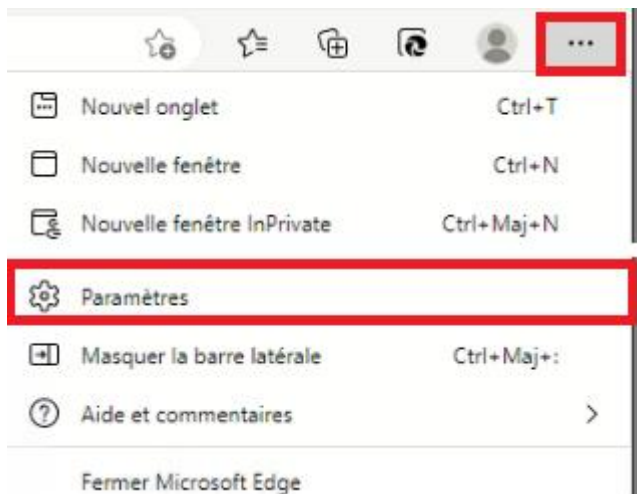 Nouvel onglet Ctrl+T
Nouvelle fenêtre Ctrl+N
Nouvelle fenêtre InPrivate Ctrl+Maj+N
Paramètres
Masquer la barre latérale Ctrl+Maj+:
Aide et commentaires
Fermer Microsoft Edge